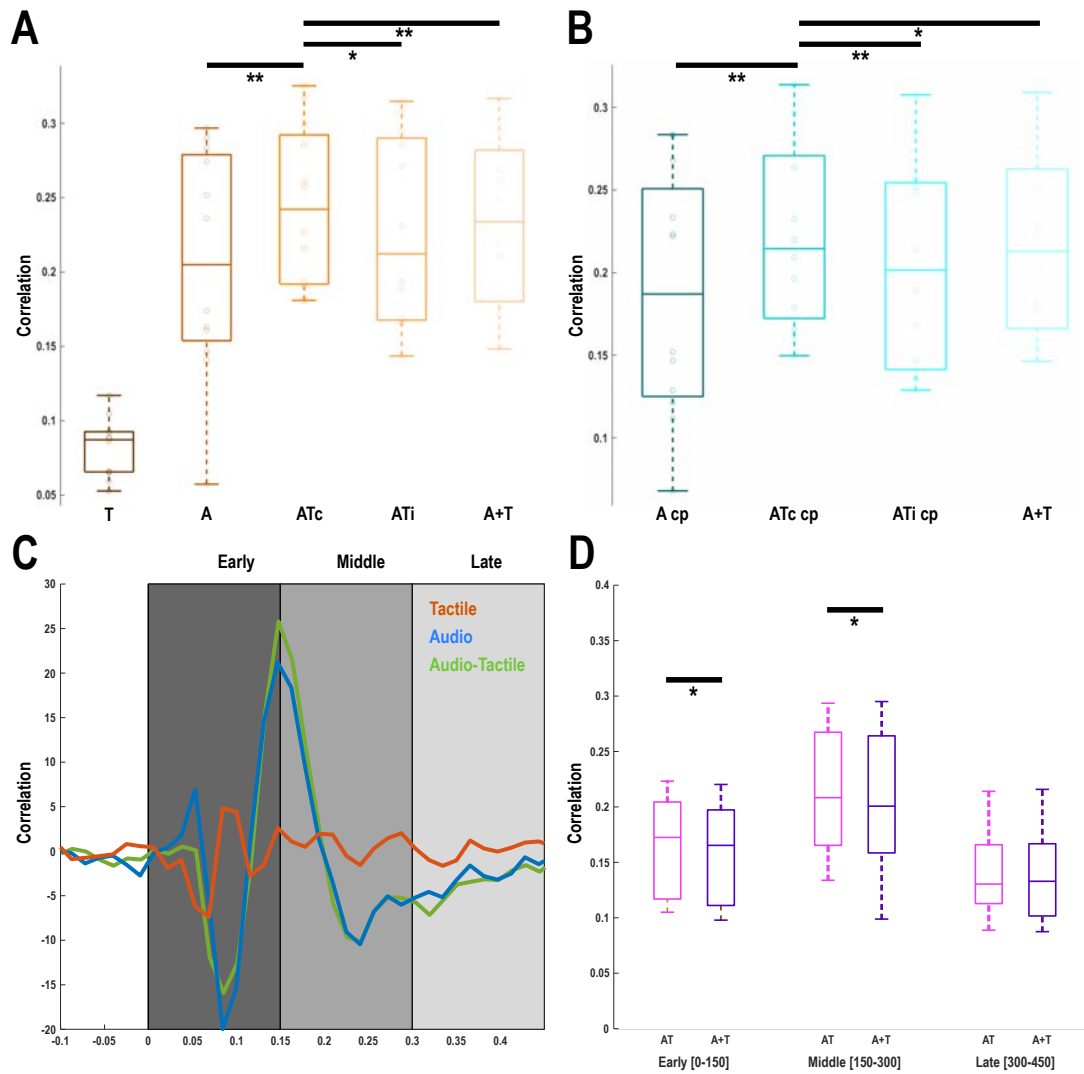 A
**
*
**
Correlation
0.3
0.25
0.2
0.15
0.1
0.05
T A ATc ATi A+T
B
*
**
**
Correlation
0.3
0.25
0.2
0.15
0.1
A cp ATc cp ATi cp A+T
C
Early Middle Late
Tactile
Audio
Audio-Tactile
Correlation
30
25
20
15
10
5
0
-5
-10
-15
-20
-0.1 -0.05 0 0.05 0.1 0.15 0.2 0.25 0.3 0.35 0.4
D
*
*
Correlation
0.4
0.35
0.3
0.25
0.2
0.15
0.1
0.05
0
AT A+T AT A+T AT A+T
Early [0-150] Middle [150-300] Late [300-450]